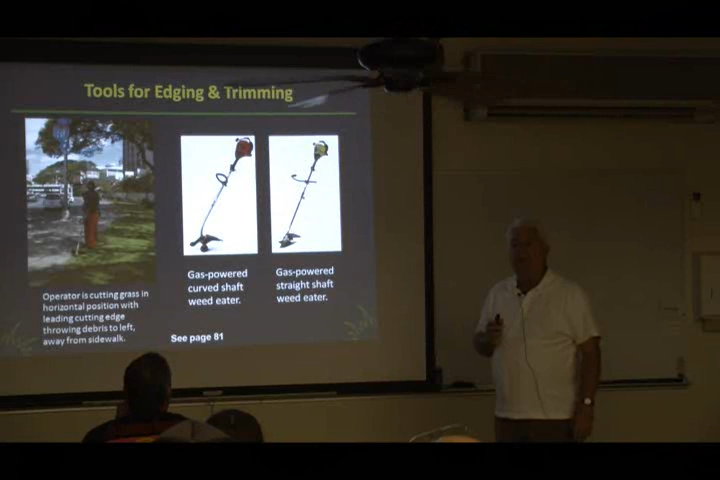 Tools for Edging & Trimming
Gas-powered
curved shaft
weed eater.
Gas-powered
straight shaft
weed eater.
Operator is cutting grass in
horizontal position with
leading cutting edge
throwing debris to left,
away from sidewalk.
See page 81